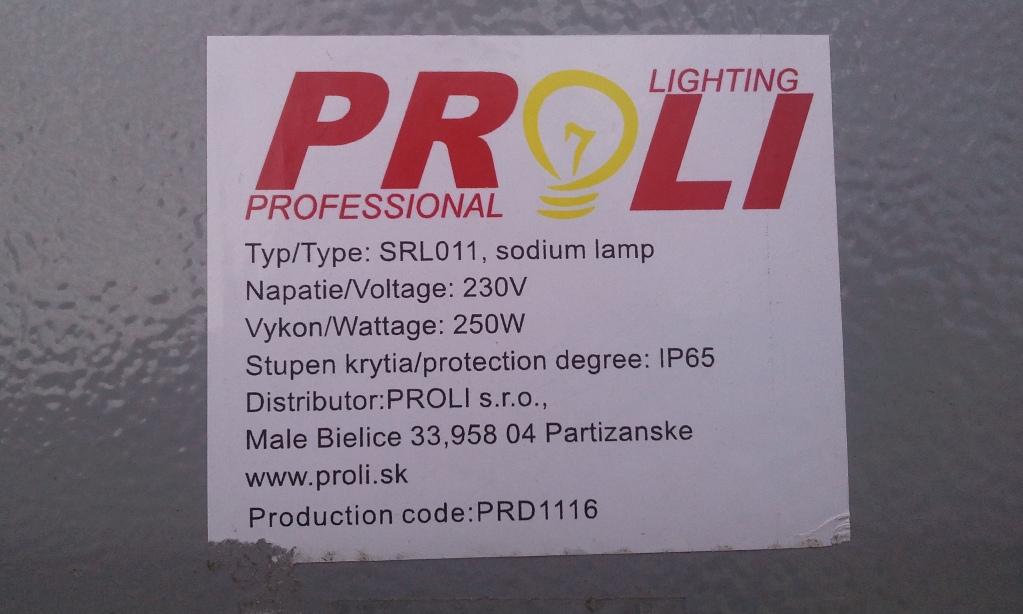 LIGHTING
PROLI
PROFESSIONAL
Typ/Type: SRL011, sodium lamp
Napatie/Voltage: 230V
Vykon/Wattage: 250W
Stupen krytia/protection degree: IP65
Distributor:PROLI s.r.o.,
Male Bielice 33,958 04 Partizanske
www.proli.sk
Production code:PRD1116